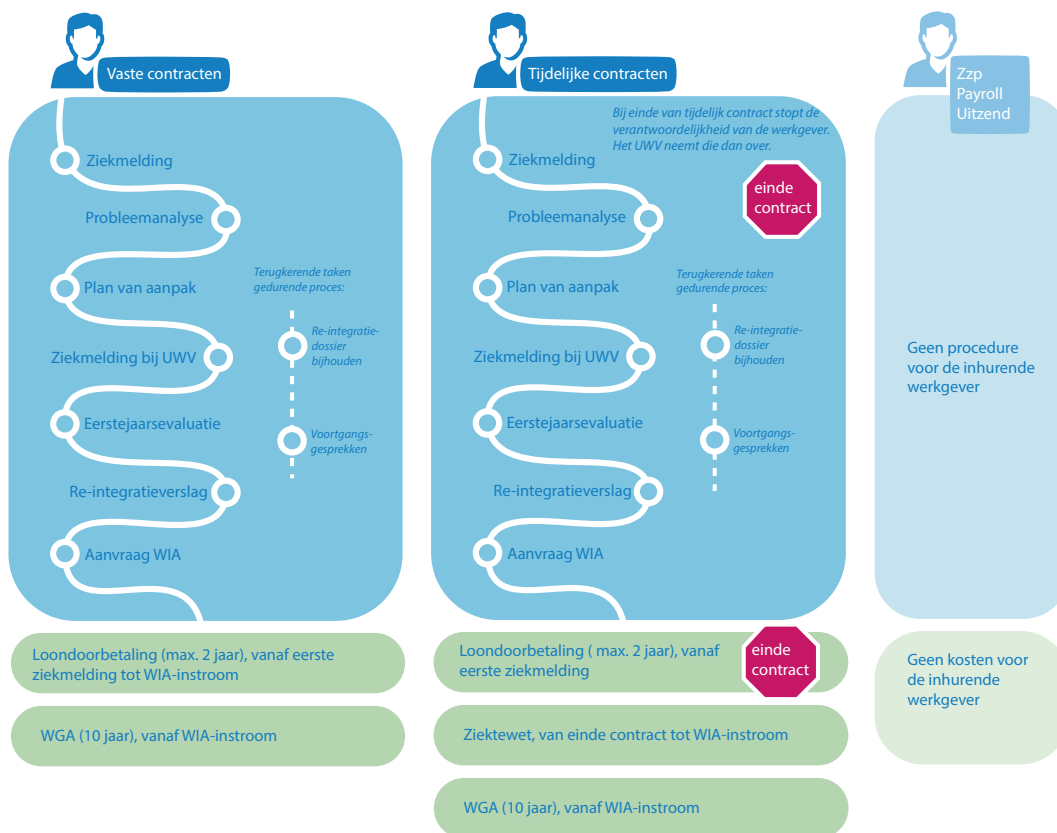 Vaste contracten
Ziekmelding
Probleemanalyse
Plan van aanpak
Terugkerende taken
gedurende proces:
Ziekmelding bij UWV
Re-integratie-
dossier
bijhouden
Eerstejaarsevaluatie
Voortgangs-
gesprekken
Re-integratieverslag
Aanvraag WIA
Loondoorbetaling (max. 2 jaar), vanaf eerste
ziekmelding tot WIA-instroom
WGA (10 jaar), vanaf WIA-instroom
Tijdelijke contracten
Bij einde van tijdelijk contract stopt de
verantwoordelijkheid van de werkgever.
Het UWV neemt die dan over.
Ziekmelding
einde
contract
Probleemanalyse
Plan van aanpak
Terugkerende taken
gedurende proces:
Ziekmelding bij UWV
Re-integratie-
dossier
bijhouden
Eerstejaarsevaluatie
Voortgangs-
gesprekken
Re-integratieverslag
Aanvraag WIA
Loondoorbetaling ( max. 2 jaar), vanaf
eerste ziekmelding
einde
contract
Ziektewet, van einde contract tot WIA-instroom
WGA (10 jaar), vanaf WIA-instroom
Zzp
Payroll
Uitzend
Geen procedure
voor de inhurende
werkgever
Geen kosten voor
de inhurende
werkgever